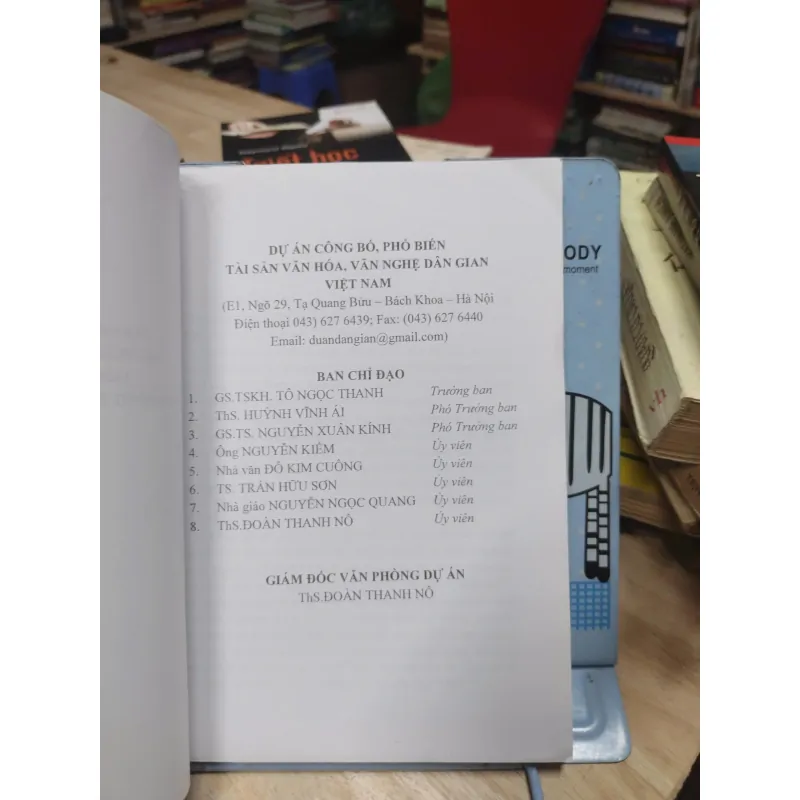 DỰ ÁN CÔNG BỐ, PHỔ BIẾN
TÀI SẢN VĂN HÓA, VĂN NGHỆ DÂN GIAN
VIỆT NAM
(E1, Ngõ 29, Tạ Quang Bửu – Bách Khoa – Hà Nội
Điện thoại 043) 627 6439; Fax: (043) 627 6440
Email: duandangian@gmail.com)
BAN CHỈ ĐẠO
1. GS.TSKH. TÔ NGỌC THANH Trưởng ban
2. ThS. HUỲNH VĨNH ÁI Phó Trưởng ban
3. GS.TS. NGUYỄN XUÂN KÍNH Phó Trưởng ban
4. Ông NGUYỄN KIỂM Ủy viên
5. Nhà văn ĐỖ KIM CUÔNG Ủy viên
6. TS. TRẦN HỮU SƠN Ủy viên
7. Nhà giáo NGUYỄN NGỌC QUANG Ủy viên
8. ThS.ĐOÀN THANH NÔ Ủy viên
GIÁM ĐỐC VĂN PHÒNG DỰ ÁN
ThS.ĐOÀN THANH NÔ
ODY
moment